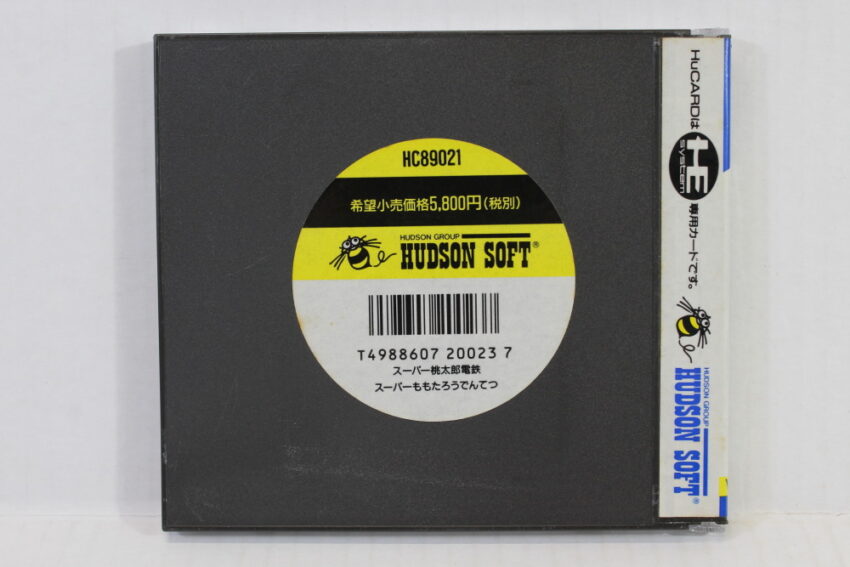 HC89021
希望小売価格5,800円(税別)
HUDSON GROUP
HUDSON SOFT®
T4988607 20023 7
スーパー桃太郎電鉄
スーパーももたろうでんてつ
HuCARDは HE system 専用カードです。
HUDSON GROUP
HUDSON SOFT®